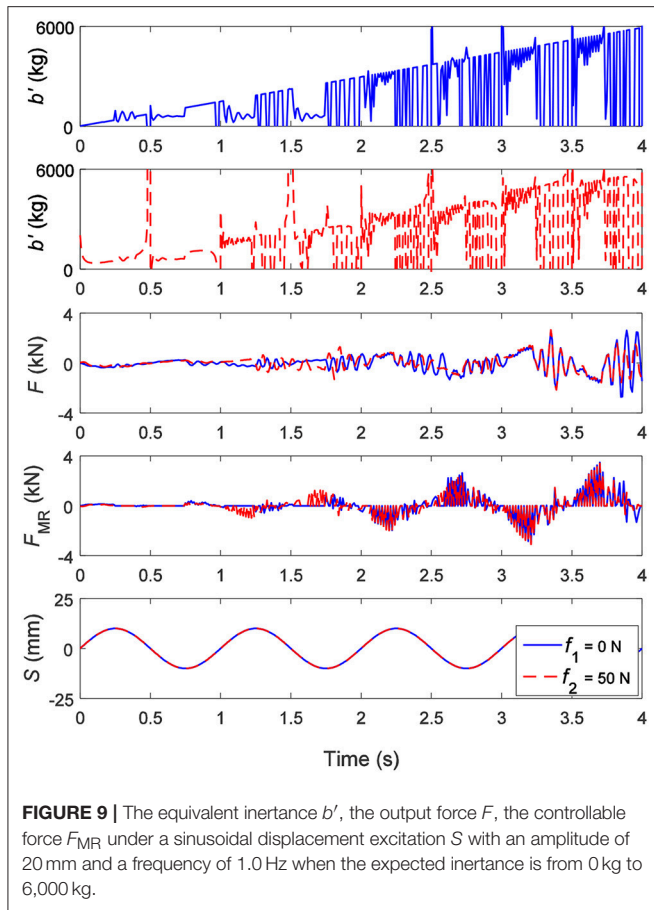 6000
b′ (kg)
0
0 0.5 1 1.5 2 2.5 3 3.5 4
6000
b′ (kg)
0
0 0.5 1 1.5 2 2.5 3 3.5 4
4
F (kN)
0
-4
0 0.5 1 1.5 2 2.5 3 3.5 4
4
F_MR (kN)
0
-4
0 0.5 1 1.5 2 2.5 3 3.5 4
25
S (mm)
0
-25
f_1 = 0 N
f_2 = 50 N
0 0.5 1 1.5 2 2.5 3 3.5 4
Time (s)
FIGURE 9 | The equivalent inertance b′, the output force F, the controllable
force F_MR under a sinusoidal displacement excitation S with an amplitude of
20 mm and a frequency of 1.0 Hz when the expected inertance is from 0 kg to
6,000 kg.